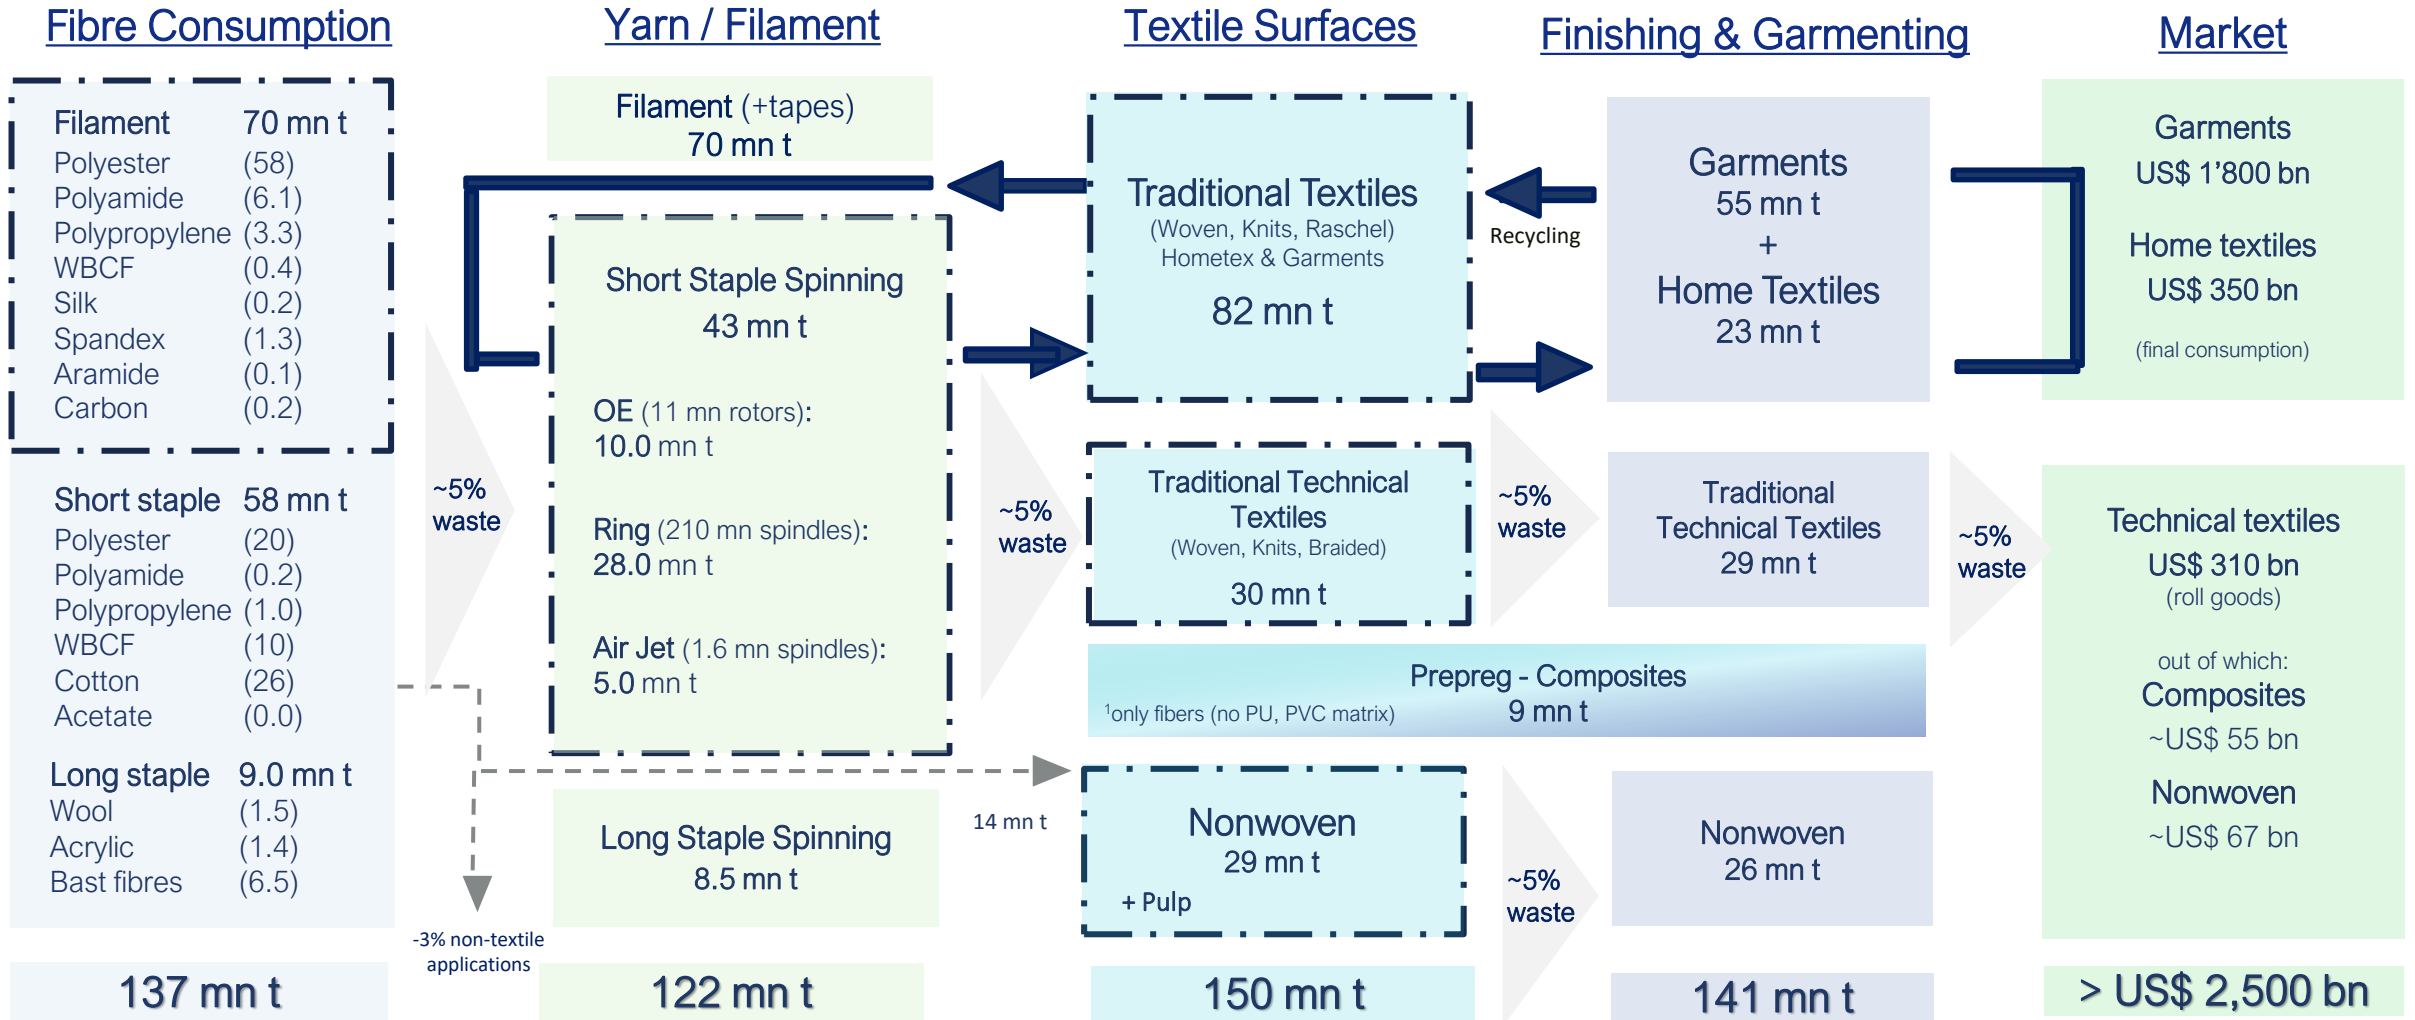 Fibre Consumption
Filament 70 mn t
Polyester (58)
Polyamide (6.1)
Polypropylene (3.3)
WBCF (0.4)
Silk (0.2)
Spandex (1.3)
Aramide (0.1)
Carbon (0.2)
Short staple 58 mn t
Polyester (20)
Polyamide (0.2)
Polypropylene (1.0)
WBCF (10)
Cotton (26)
Acetate (0.0)
Long staple 9.0 mn t
Wool (1.5)
Acrylic (1.4)
Bast fibres (6.5)
137 mn t
~5%
waste
-3% non-textile
applications
Yarn / Filament
Filament (+tapes)
70 mn t
Short Staple Spinning
43 mn t
OE (11 mn rotors):
10.0 mn t
Ring (210 mn spindles):
28.0 mn t
Air Jet (1.6 mn spindles):
5.0 mn t
Long Staple Spinning
8.5 mn t
122 mn t
~5%
waste
14 mn t
Textile Surfaces
Traditional Textiles
(Woven, Knits, Raschel)
Hometex & Garments
82 mn t
Traditional Technical
Textiles
(Woven, Knits, Braided)
30 mn t
Prepreg - Composites
¹only fibers (no PU, PVC matrix) 9 mn t
Nonwoven
29 mn t
+ Pulp
150 mn t
Recycling
~5%
waste
~5%
waste
Finishing & Garmenting
Garments
55 mn t
+
Home Textiles
23 mn t
Traditional
Technical Textiles
29 mn t
Nonwoven
26 mn t
141 mn t
~5%
waste
Market
Garments
US$ 1’800 bn
Home textiles
US$ 350 bn
(final consumption)
Technical textiles
US$ 310 bn
(roll goods)
out of which:
Composites
~US$ 55 bn
Nonwoven
~US$ 67 bn
> US$ 2,500 bn